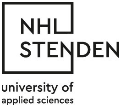 NHL
STENDEN
university of
applied sciences